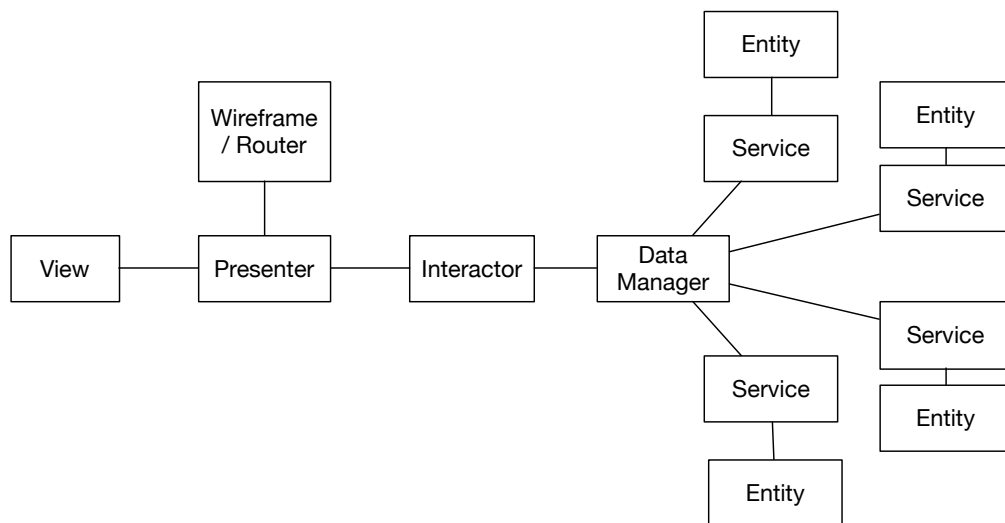 Entity
Wireframe
/ Router
Entity
Service
Service
View
Presenter
Interactor
Data
Manager
Service
Service
Entity
Entity